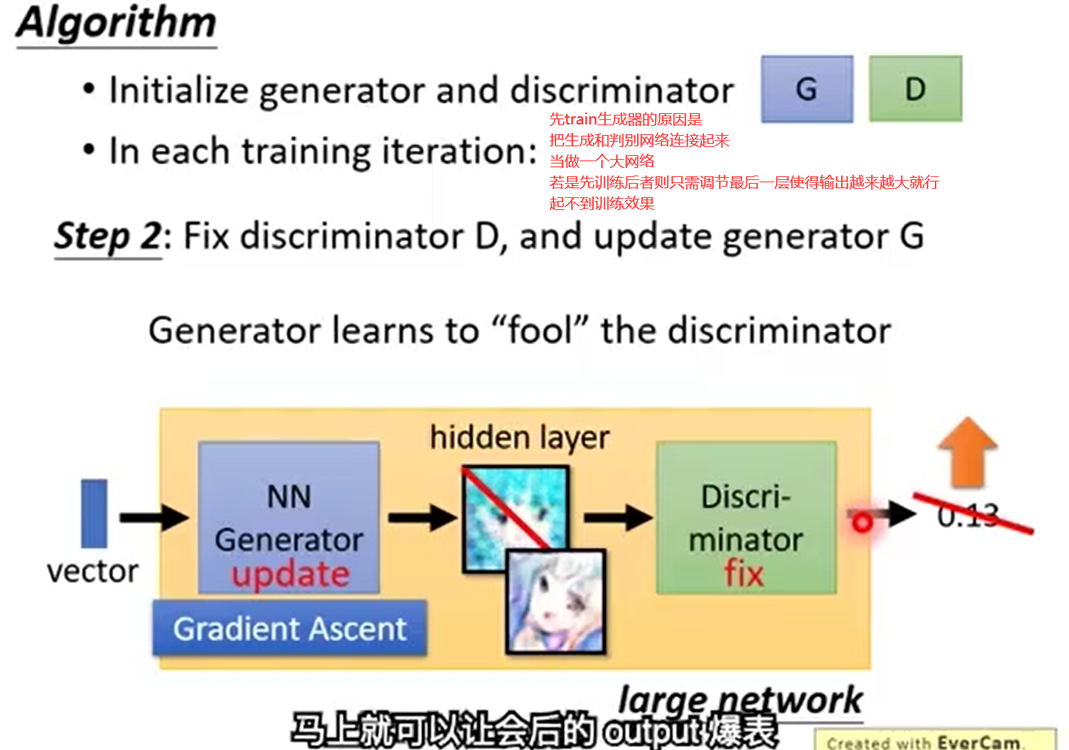 Algorithm
• Initialize generator and discriminator G D
• In each training iteration:
先train生成器的原因是
把生成和判别网络连接起来
当做一个大网络
若是先训练后者则只需调节最后一层使得输出越来越大就行
起不到训练效果
Step 2: Fix discriminator D, and update generator G
Generator learns to “fool” the discriminator
hidden layer
NN
Generator
update
vector
Gradient Ascent
Discri-
minator
fix
0.13
large network
马上就可以让会后的 output 爆表
Created with EverCam.